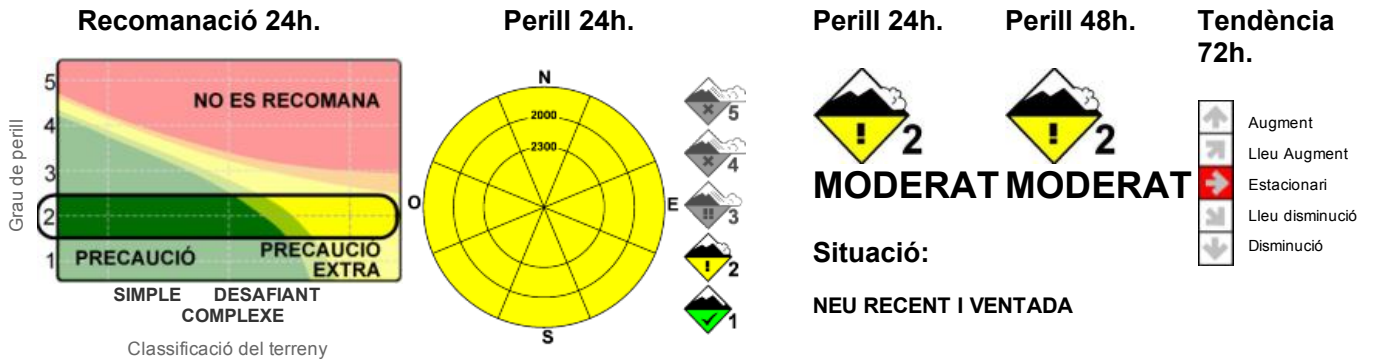 Recomanació 24h.
Perill 24h.
Perill 24h.
Perill 48h.
Tendència
72h.
Grau de perill
5
4
3
2
1
NO ES RECOMANA
PRECAUCIÓ
PRECAUCIÓ
EXTRA
SIMPLE
DESAFIANT
COMPLEXE
Classificació del terreny
N
2000
2300
O
E
S
5
4
3
2
1
2
MODERAT
2
MODERAT
Situació:
NEU RECENT I VENTADA
Augment
Lleu Augment
Estacionari
Lleu disminució
Disminució